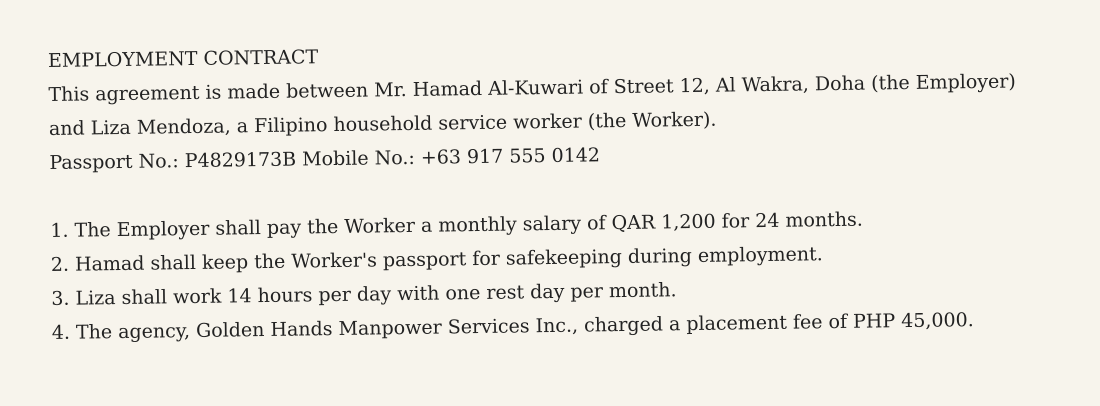 EMPLOYMENT CONTRACT
This agreement is made between Mr. Hamad Al-Kuwari of Street 12, Al Wakra, Doha (the Employer)
and Liza Mendoza, a Filipino household service worker (the Worker).
Passport No.: P4829173B Mobile No.: +63 917 555 0142
1. The Employer shall pay the Worker a monthly salary of QAR 1,200 for 24 months.
2. Hamad shall keep the Worker's passport for safekeeping during employment.
3. Liza shall work 14 hours per day with one rest day per month.
4. The agency, Golden Hands Manpower Services Inc., charged a placement fee of PHP 45,000.